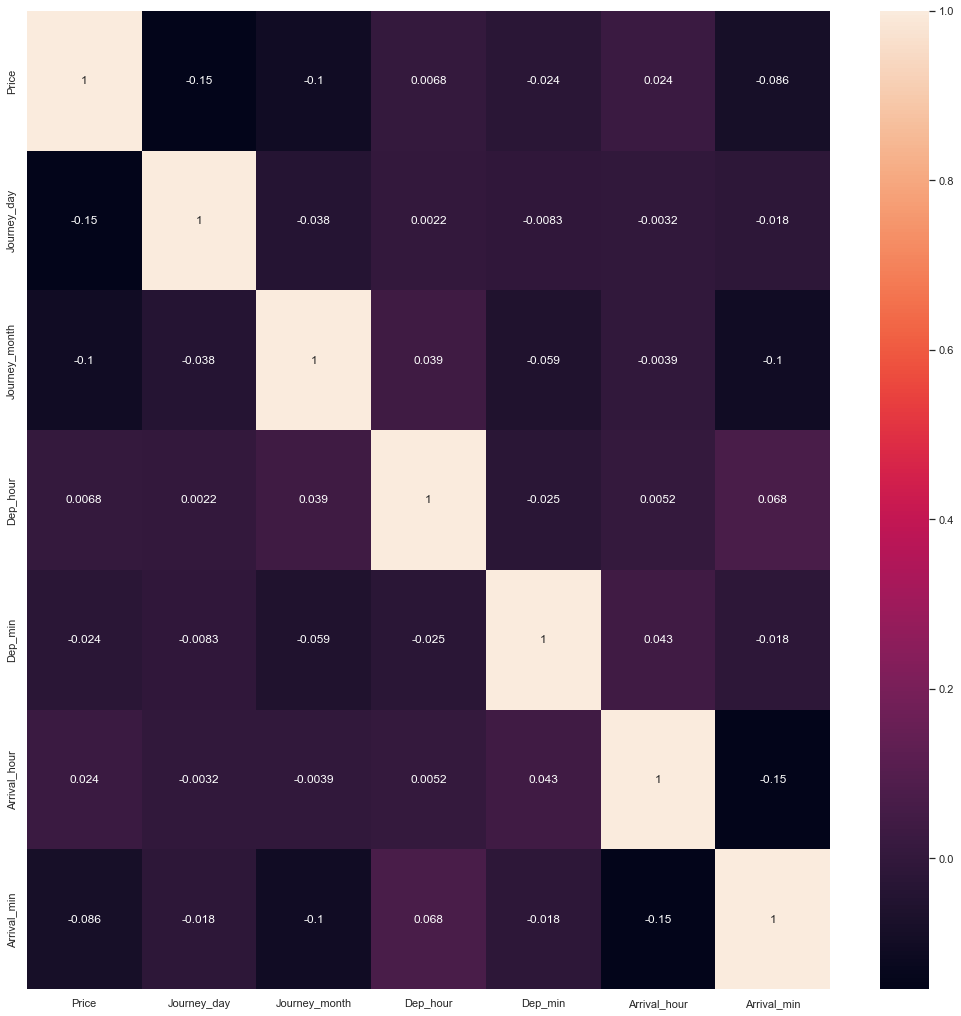 Price 1 -0.15 -0.1 0.0068 -0.024 0.024 -0.086
Journey_day -0.15 1 -0.038 0.0022 -0.0083 -0.0032 -0.018
Journey_month -0.1 -0.038 1 0.039 -0.059 -0.0039 -0.1
Dep_hour 0.0068 0.0022 0.039 1 -0.025 0.0052 0.068
Dep_min -0.024 -0.0083 -0.059 -0.025 1 0.043 -0.018
Arrival_hour 0.024 -0.0032 -0.0039 0.0052 0.043 1 -0.15
Arrival_min -0.086 -0.018 -0.1 0.068 -0.018 -0.15 1
Price Journey_day Journey_month Dep_hour Dep_min Arrival_hour Arrival_min
1.0
0.8
0.6
0.4
0.2
0.0